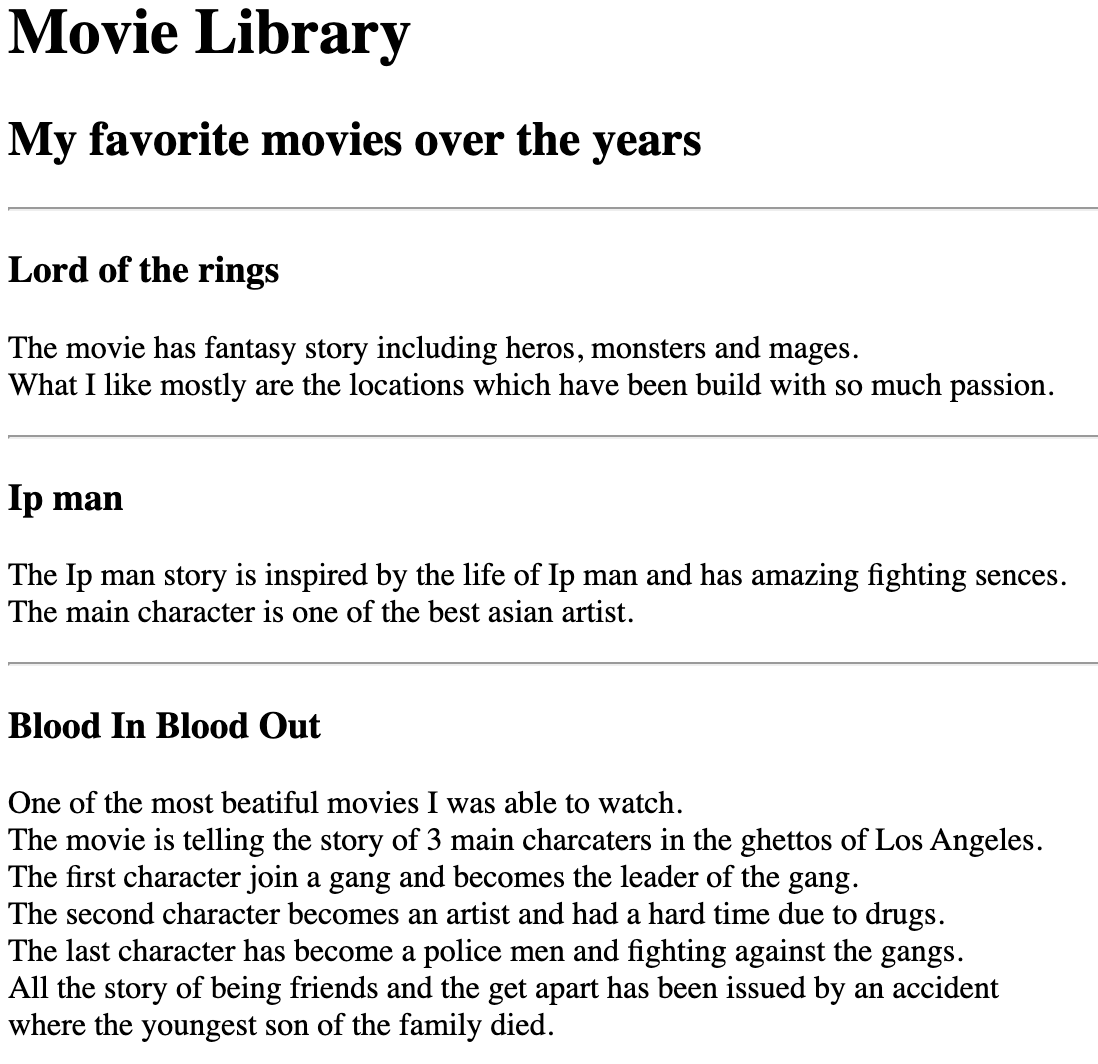 Movie Library
My favorite movies over the years
Lord of the rings
The movie has fantasy story including heros, monsters and mages.
What I like mostly are the locations which have been build with so much passion.
Ip man
The Ip man story is inspired by the life of Ip man and has amazing fighting sences.
The main character is one of the best asian artist.
Blood In Blood Out
One of the most beatiful movies I was able to watch.
The movie is telling the story of 3 main charcaters in the ghettos of Los Angeles.
The first character join a gang and becomes the leader of the gang.
The second character becomes an artist and had a hard time due to drugs.
The last character has become a police men and fighting against the gangs.
All the story of being friends and the get apart has been issued by an accident
where the youngest son of the family died.